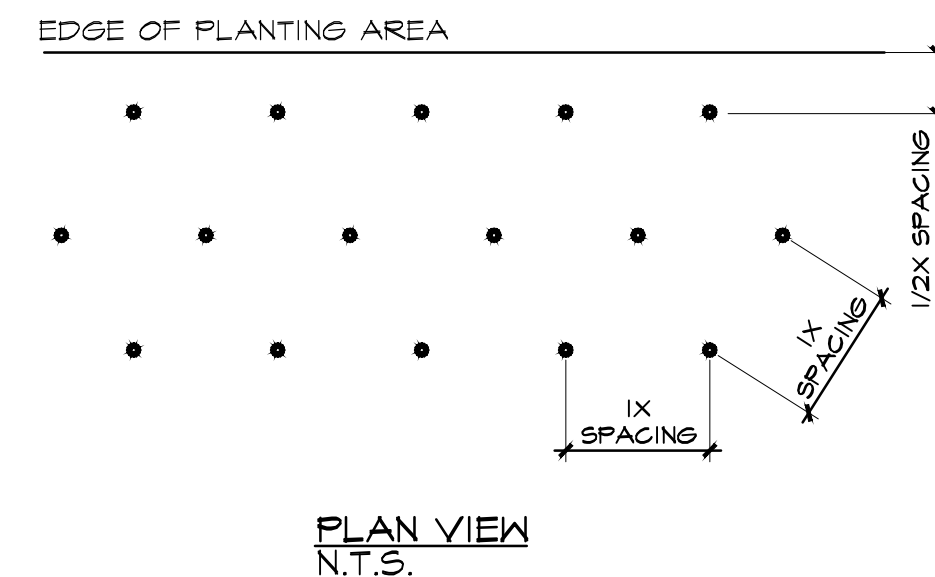 EDGE OF PLANTING AREA
1/2X SPACING
1X
SPACING
1X
SPACING
PLAN VIEW
N.T.S.